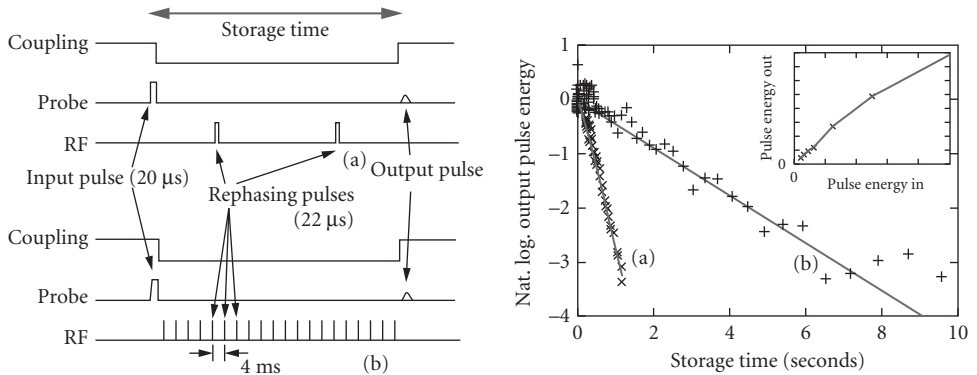 Storage time
Coupling
Probe
RF
(a)
Input pulse (20 μs)
Output pulse
Rephasing pulses
(22 μs)
Coupling
Probe
RF
(b)
4 ms
Nat. log. output pulse energy
1
0
−1
−2
−3
−4
0
2
4
6
8
10
Storage time (seconds)
(a)
(b)
Pulse energy out
0
Pulse energy in